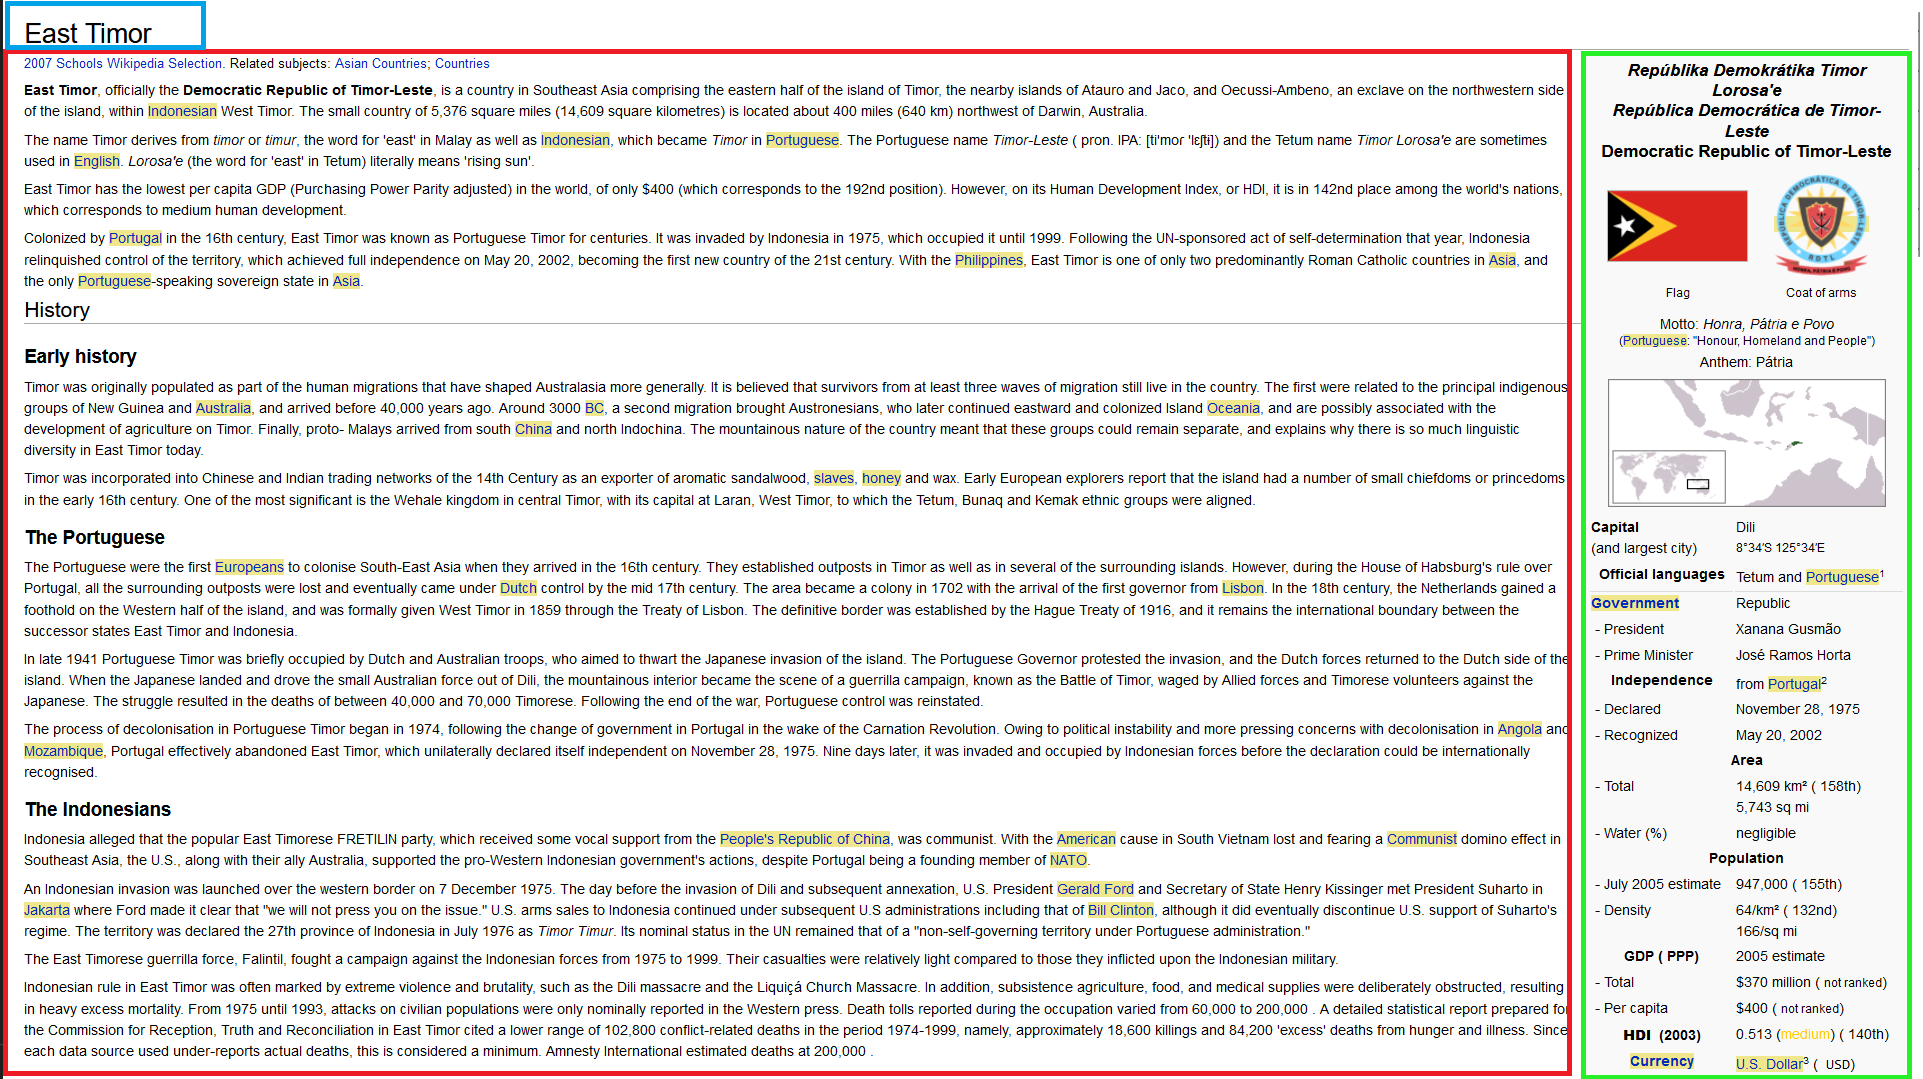 East Timor
2007 Schools Wikipedia Selection. Related subjects: Asian Countries; Countries
East Timor, officially the Democratic Republic of Timor-Leste, is a country in Southeast Asia comprising the eastern half of the island of Timor, the nearby islands of Atauro and Jaco, and Oecussi-Ambeno, an exclave on the northwestern side
of the island, within Indonesian West Timor. The small country of 5,376 square miles (14,609 square kilometres) is located about 400 miles (640 km) northwest of Darwin, Australia.
The name Timor derives from timor or timur, the word for 'east' in Malay as well as Indonesian, which became Timor in Portuguese. The Portuguese name Timor-Leste ( pron. IPA: [ti'mor 'lɛʃtɨ]) and the Tetum name Timor Lorosa'e are sometimes
used in English. Lorosa'e (the word for 'east' in Tetum) literally means 'rising sun'.
East Timor has the lowest per capita GDP (Purchasing Power Parity adjusted) in the world, of only $400 (which corresponds to the 192nd position). However, on its Human Development Index, or HDI, it is in 142nd place among the world's nations,
which corresponds to medium human development.
Colonized by Portugal in the 16th century, East Timor was known as Portuguese Timor for centuries. It was invaded by Indonesia in 1975, which occupied it until 1999. Following the UN-sponsored act of self-determination that year, Indonesia
relinquished control of the territory, which achieved full independence on May 20, 2002, becoming the first new country of the 21st century. With the Philippines, East Timor is one of only two predominantly Roman Catholic countries in Asia, and
the only Portuguese-speaking sovereign state in Asia.
History
Early history
Timor was originally populated as part of the human migrations that have shaped Australasia more generally. It is believed that survivors from at least three waves of migration still live in the country. The first were related to the principal indigenous
groups of New Guinea and Australia, and arrived before 40,000 years ago. Around 3000 BC, a second migration brought Austronesians, who later continued eastward and colonized Island Oceania, and are possibly associated with the
development of agriculture on Timor. Finally, proto- Malays arrived from south China and north Indochina. The mountainous nature of the country meant that these groups could remain separate, and explains why there is so much linguistic
diversity in East Timor today.
Timor was incorporated into Chinese and Indian trading networks of the 14th Century as an exporter of aromatic sandalwood, slaves, honey and wax. Early European explorers report that the island had a number of small chiefdoms or princedoms
in the early 16th century. One of the most significant is the Wehale kingdom in central Timor, with its capital at Laran, West Timor, to which the Tetum, Bunaq and Kemak ethnic groups were aligned.
The Portuguese
The Portuguese were the first Europeans to colonise South-East Asia when they arrived in the 16th century. They established outposts in Timor as well as in several of the surrounding islands. However, during the House of Habsburg's rule over
Portugal, all the surrounding outposts were lost and eventually came under Dutch control by the mid 17th century. The area became a colony in 1702 with the arrival of the first governor from Lisbon. In the 18th century, the Netherlands gained a
foothold on the Western half of the island, and was formally given West Timor in 1859 through the Treaty of Lisbon. The definitive border was established by the Hague Treaty of 1916, and it remains the international boundary between the
successor states East Timor and Indonesia.
In late 1941 Portuguese Timor was briefly occupied by Dutch and Australian troops, who aimed to thwart the Japanese invasion of the island. The Portuguese Governor protested the invasion, and the Dutch forces returned to the Dutch side of the
island. When the Japanese landed and drove the small Australian force out of Dili, the mountainous interior became the scene of a guerrilla campaign, known as the Battle of Timor, waged by Allied forces and Timorese volunteers against the
Japanese. The struggle resulted in the deaths of between 40,000 and 70,000 Timorese. Following the end of the war, Portuguese control was reinstated.
The process of decolonisation in Portuguese Timor began in 1974, following the change of government in Portugal in the wake of the Carnation Revolution. Owing to political instability and more pressing concerns with decolonisation in Angola and
Mozambique, Portugal effectively abandoned East Timor, which unilaterally declared itself independent on November 28, 1975. Nine days later, it was invaded and occupied by Indonesian forces before the declaration could be internationally
recognised.
The Indonesians
Indonesia alleged that the popular East Timorese FRETILIN party, which received some vocal support from the People's Republic of China, was communist. With the American cause in South Vietnam lost and fearing a Communist domino effect in
Southeast Asia, the U.S., along with their ally Australia, supported the pro-Western Indonesian government's actions, despite Portugal being a founding member of NATO.
An Indonesian invasion was launched over the western border on 7 December 1975. The day before the invasion of Dili and subsequent annexation, U.S. President Gerald Ford and Secretary of State Henry Kissinger met President Suharto in
Jakarta where Ford made it clear that "we will not press you on the issue." U.S. arms sales to Indonesia continued under subsequent U.S administrations including that of Bill Clinton, although it did eventually discontinue U.S. support of Suharto's
regime. The territory was declared the 27th province of Indonesia in July 1976 as Timor Timur. Its nominal status in the UN remained that of a "non-self-governing territory under Portuguese administration."
The East Timorese guerrilla force, Falintil, fought a campaign against the Indonesian forces from 1975 to 1999. Their casualties were relatively light compared to those they inflicted upon the Indonesian military.
Indonesian rule in East Timor was often marked by extreme violence and brutality, such as the Dili massacre and the Liquiçá Church Massacre. In addition, subsistence agriculture, food, and medical supplies were deliberately obstructed, resulting
in heavy excess mortality. From 1975 until 1993, attacks on civilian populations were only nominally reported in the Western press. Death tolls reported during the occupation varied from 60,000 to 200,000 . A detailed statistical report prepared for
the Commission for Reception, Truth and Reconciliation in East Timor cited a lower range of 102,800 conflict-related deaths in the period 1974-1999, namely, approximately 18,600 killings and 84,200 'excess' deaths from hunger and illness. Since
each data source used under-reports actual deaths, this is considered a minimum. Amnesty International estimated deaths at 200,000 .
Repúblika Demokrátika Timor
Lorosa'e
República Democrática de Timor-
Leste
Democratic Republic of Timor-Leste
REPÚBLICA DEMOCRÁTICA DE TIMOR-LESTE
RDTL
HONRA, PÁTRIA E POVO
Flag Coat of arms
Motto: Honra, Pátria e Povo
(Portuguese: "Honour, Homeland and People")
Anthem: Pátria
Capital Dili
(and largest city) 8°34′S 125°34′E
Official languages Tetum and Portuguese1
Government Republic
- President Xanana Gusmão
- Prime Minister José Ramos Horta
Independence from Portugal2
- Declared November 28, 1975
- Recognized May 20, 2002
Area
- Total 14,609 km² ( 158th)
5,743 sq mi
- Water (%) negligible
Population
- July 2005 estimate 947,000 ( 155th)
- Density 64/km² ( 132nd)
166/sq mi
GDP ( PPP) 2005 estimate
- Total $370 million ( not ranked)
- Per capita $400 ( not ranked)
HDI (2003) 0.513 (medium) ( 140th)
Currency U.S. Dollar3 ( USD)